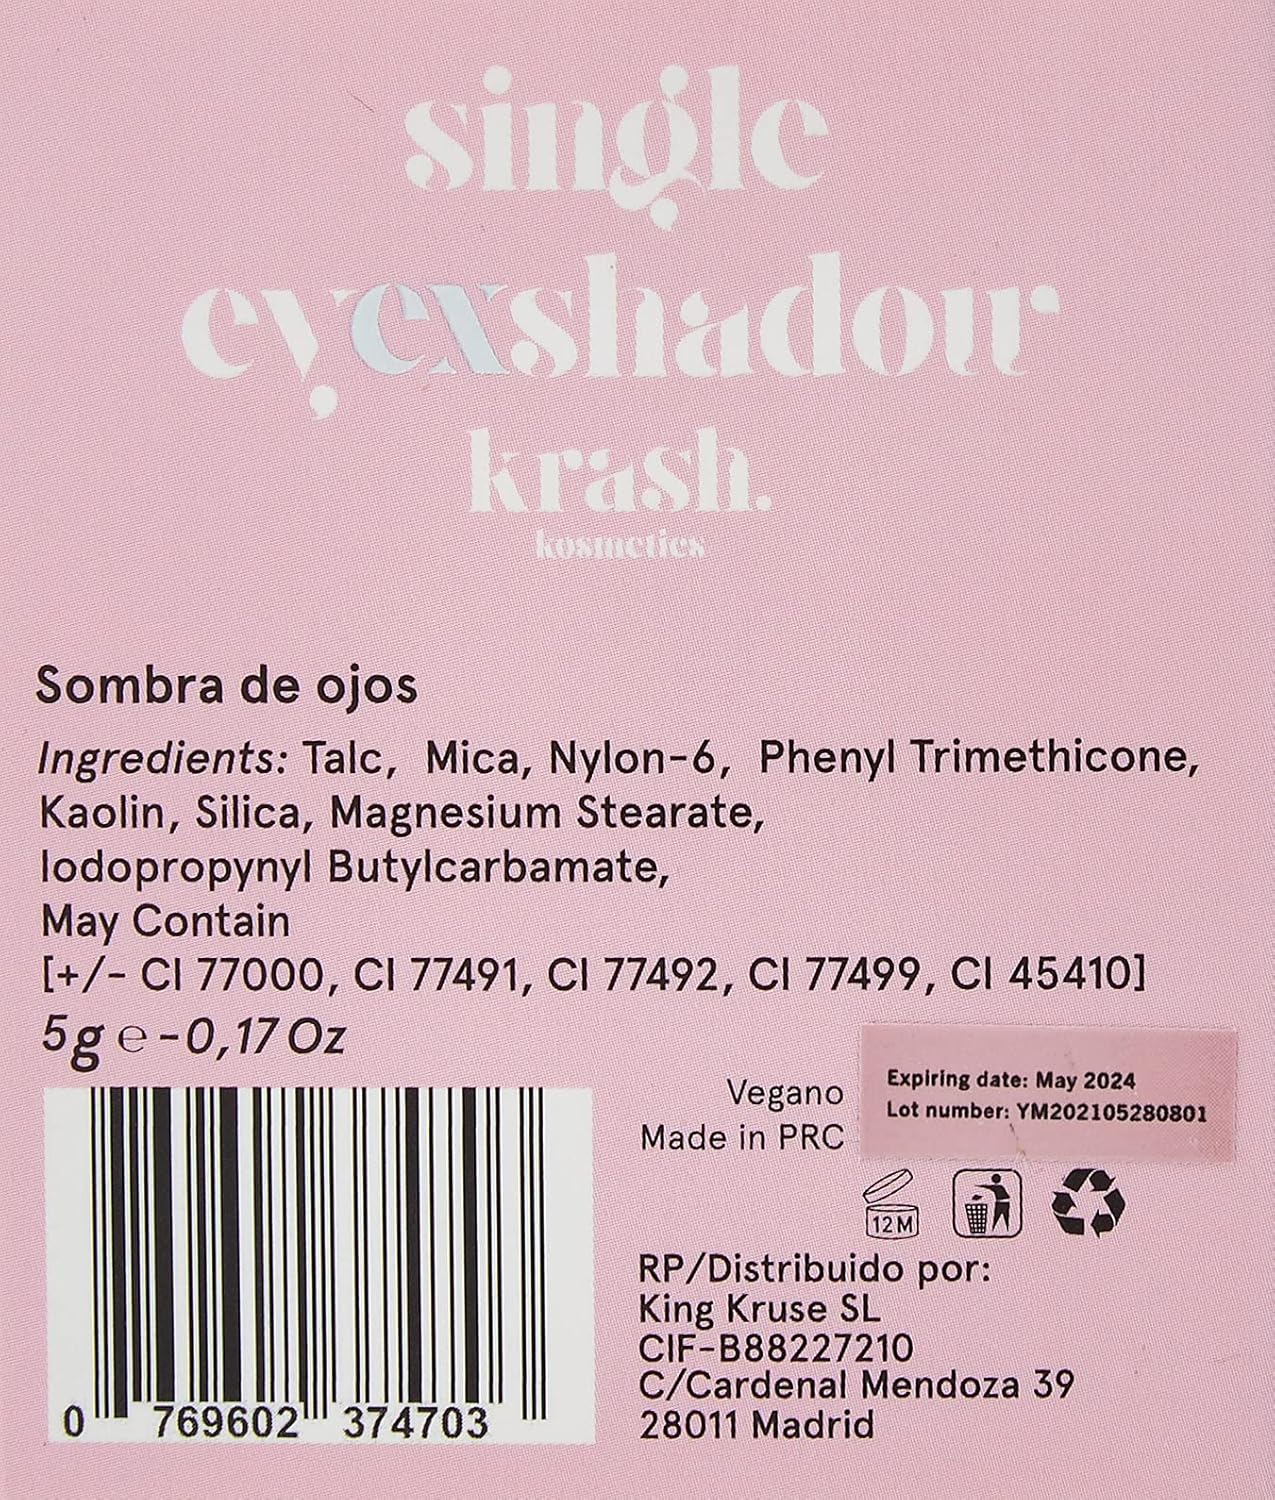 single
eyexshadow
krash.
kosmetics
Sombra de ojos
Ingredients: Talc, Mica, Nylon-6, Phenyl Trimethicone,
Kaolin, Silica, Magnesium Stearate,
Iodopropynyl Butylcarbamate,
May Contain
[+/- CI 77000, CI 77491, CI 77492, CI 77499, CI 45410]
5g ℮ -0,17 Oz
Vegano
Made in PRC
Expiring date: May 2024
Lot number: YM202105280801
12M
RP/Distribuido por:
King Kruse SL
CIF-B88227210
C/Cardenal Mendoza 39
28011 Madrid
0 769602 374703